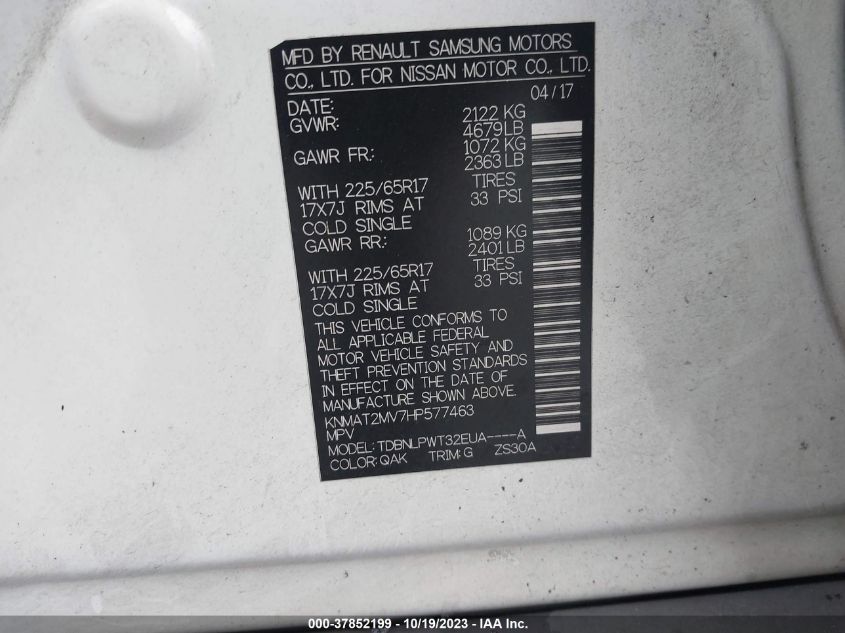 MFD BY RENAULT SAMSUNG MOTORS
CO., LTD. FOR NISSAN MOTOR CO., LTD.
DATE: 04/17
GVWR: 2122 KG
4679 LB
GAWR FR: 1072 KG
2363 LB
WITH 225/65R17 TIRES
17X7J RIMS AT 33 PSI
COLD SINGLE
GAWR RR: 1089 KG
2401 LB
WITH 225/65R17 TIRES
17X7J RIMS AT 33 PSI
COLD SINGLE
THIS VEHICLE CONFORMS TO
ALL APPLICABLE FEDERAL
MOTOR VEHICLE SAFETY AND
THEFT PREVENTION STANDARDS
IN EFFECT ON THE DATE OF
MANUFACTURE SHOWN ABOVE.
KNMAT2MV7HP577463
MPV
MODEL: TDBNLPWT32EUA----A
COLOR: QAK TRIM: G ZS30A
000-37852199 - 10/19/2023 - IAA Inc.